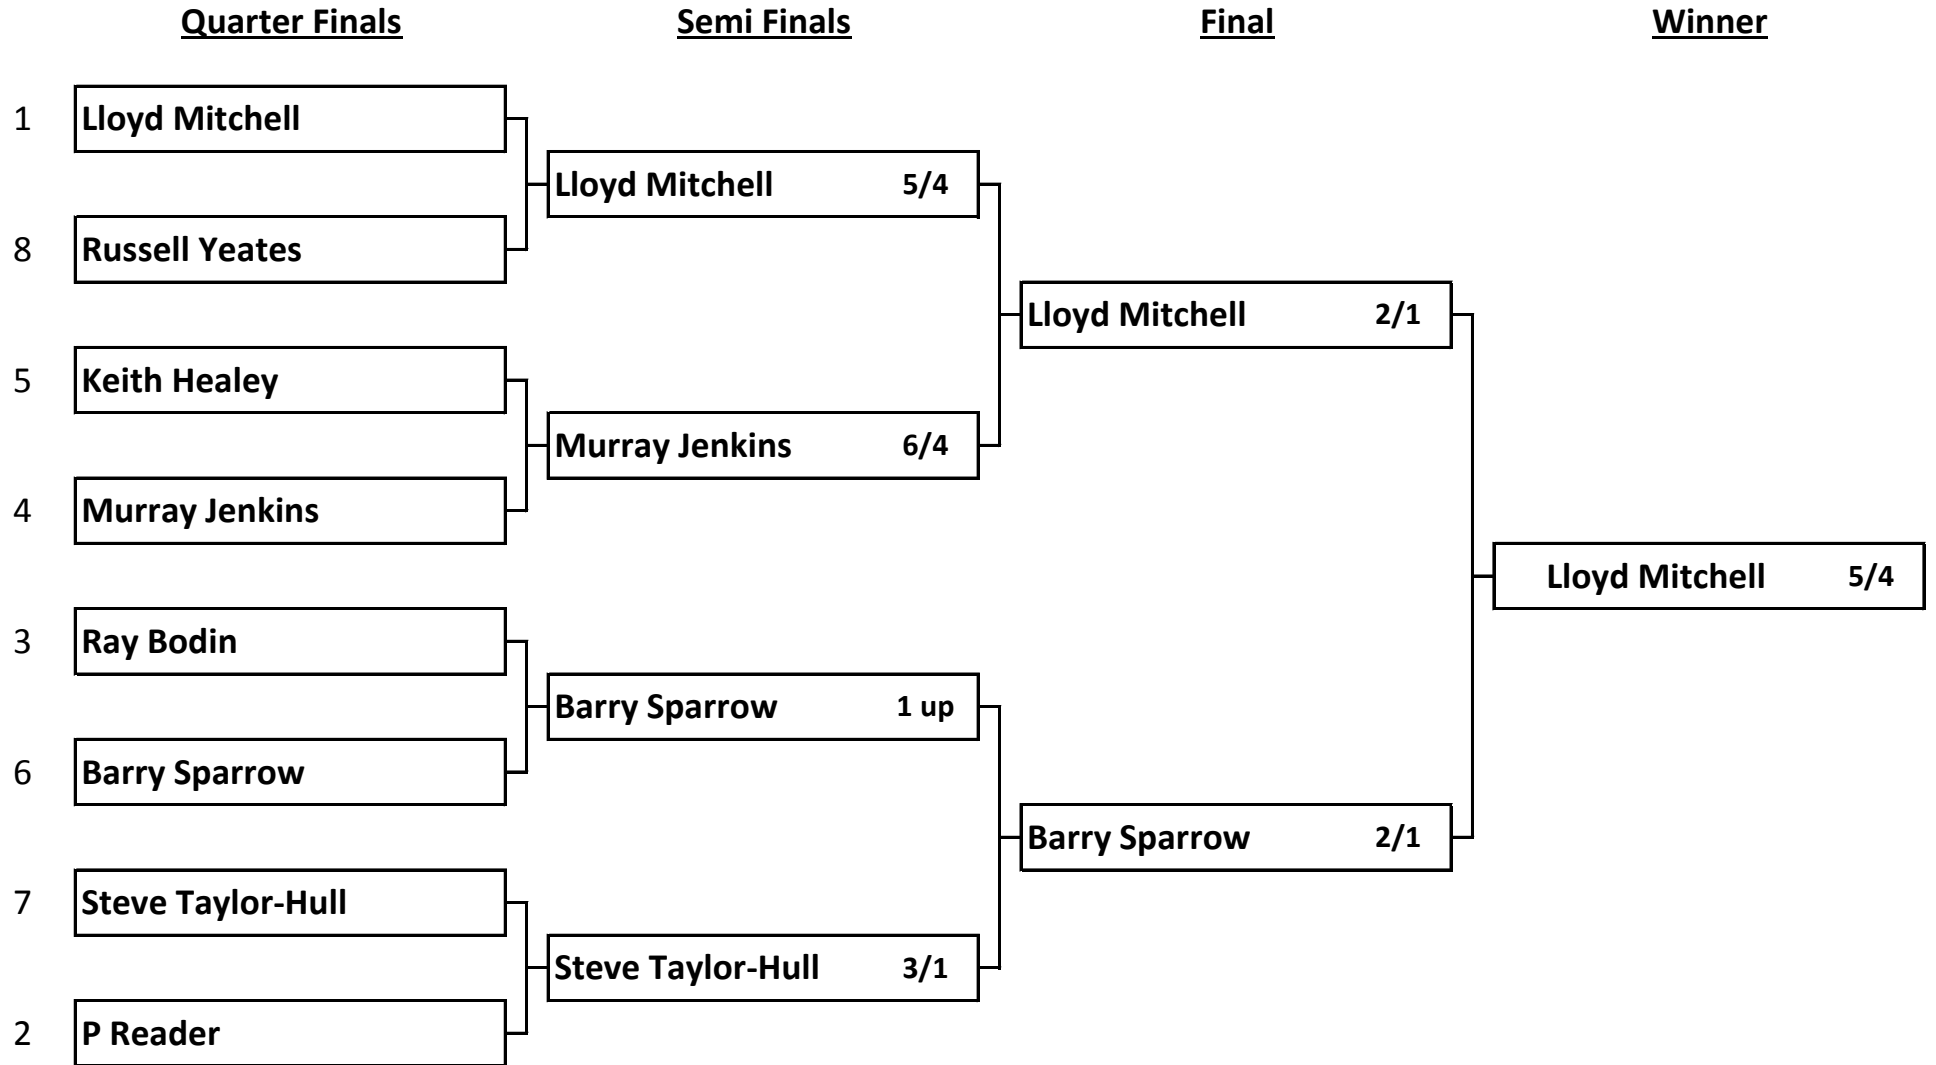 Quarter Finals Semi Finals Final Winner
1 Lloyd Mitchell
Lloyd Mitchell 5/4
8 Russell Yeates
Lloyd Mitchell 2/1
5 Keith Healey
Murray Jenkins 6/4
4 Murray Jenkins
Lloyd Mitchell 5/4
3 Ray Bodin
Barry Sparrow 1 up
6 Barry Sparrow
Barry Sparrow 2/1
7 Steve Taylor-Hull
Steve Taylor-Hull 3/1
2 P Reader